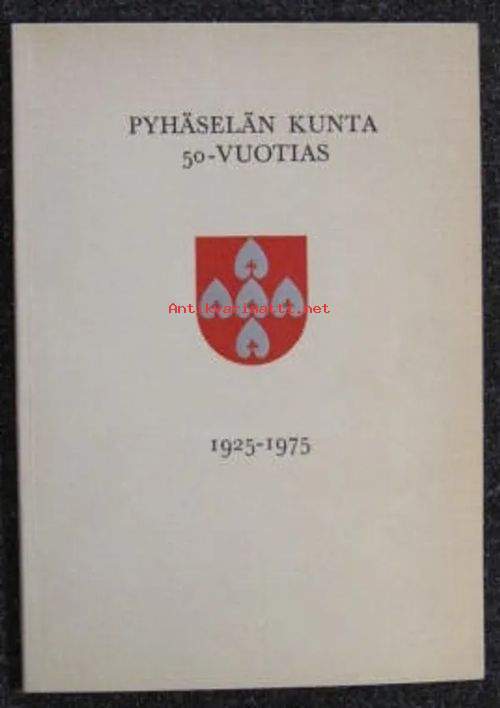 PYHÄSELÄN KUNTA
50-VUOTIAS
Antikvariaatti.net
1925-1975